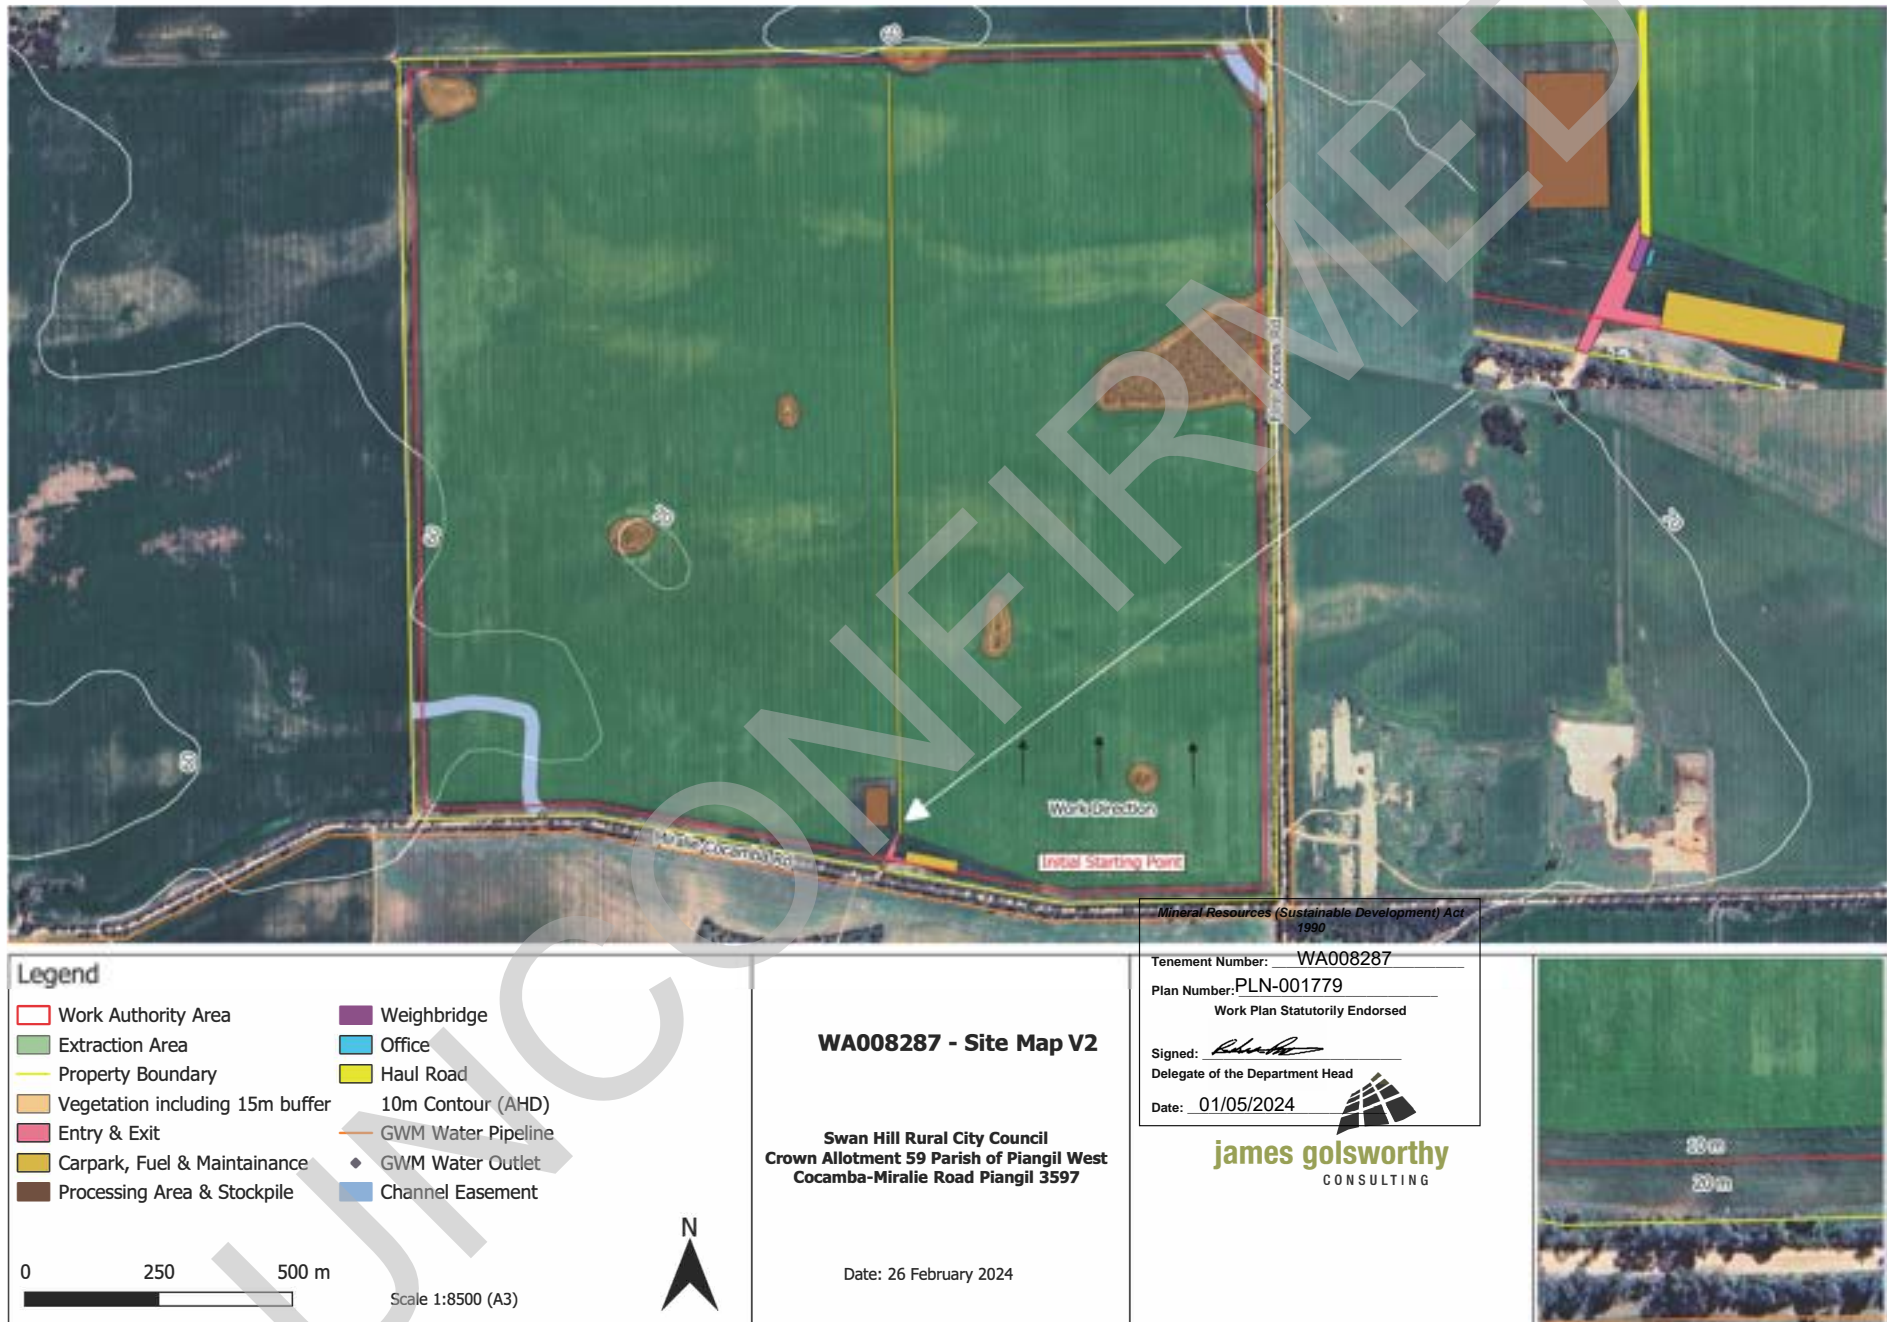 60
60
70
70
60
Miralie Cocamba Rd
Work Direction
Initial Starting Point
UNCONFIRMED
Legend
Work Authority Area
Extraction Area
Property Boundary
Vegetation including 15m buffer
Entry & Exit
Carpark, Fuel & Maintainance
Processing Area & Stockpile
Weighbridge
Office
Haul Road
10m Contour (AHD)
GWM Water Pipeline
GWM Water Outlet
Channel Easement
0 250 500 m
Scale 1:8500 (A3)
N
WA008287 - Site Map V2
Swan Hill Rural City Council
Crown Allotment 59 Parish of Piangil West
Cocamba-Miralie Road Piangil 3597
Date: 26 February 2024
Mineral Resources (Sustainable Development) Act
1990
Tenement Number: WA008287
Plan Number: PLN-001779
Work Plan Statutorily Endorsed
Signed:
Delegate of the Department Head
Date: 01/05/2024
james golsworthy
CONSULTING
20 m